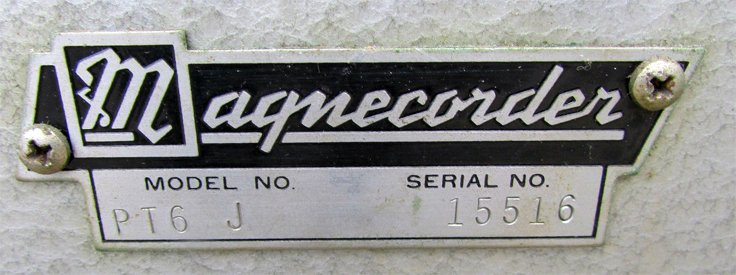 Magnecorder
MODEL NO. SERIAL NO.
PT6 J 15516